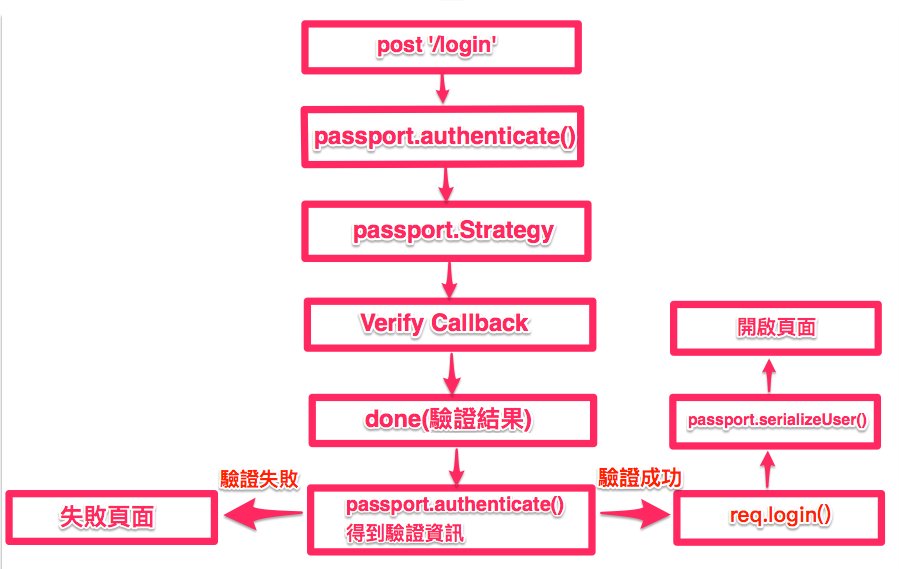 post '/login'
passport.authenticate()
passport.Strategy
Verify Callback
done(驗證結果)
passport.authenticate()
得到驗證資訊
驗證失敗
失敗頁面
驗證成功
req.login()
passport.serializeUser()
開啟頁面